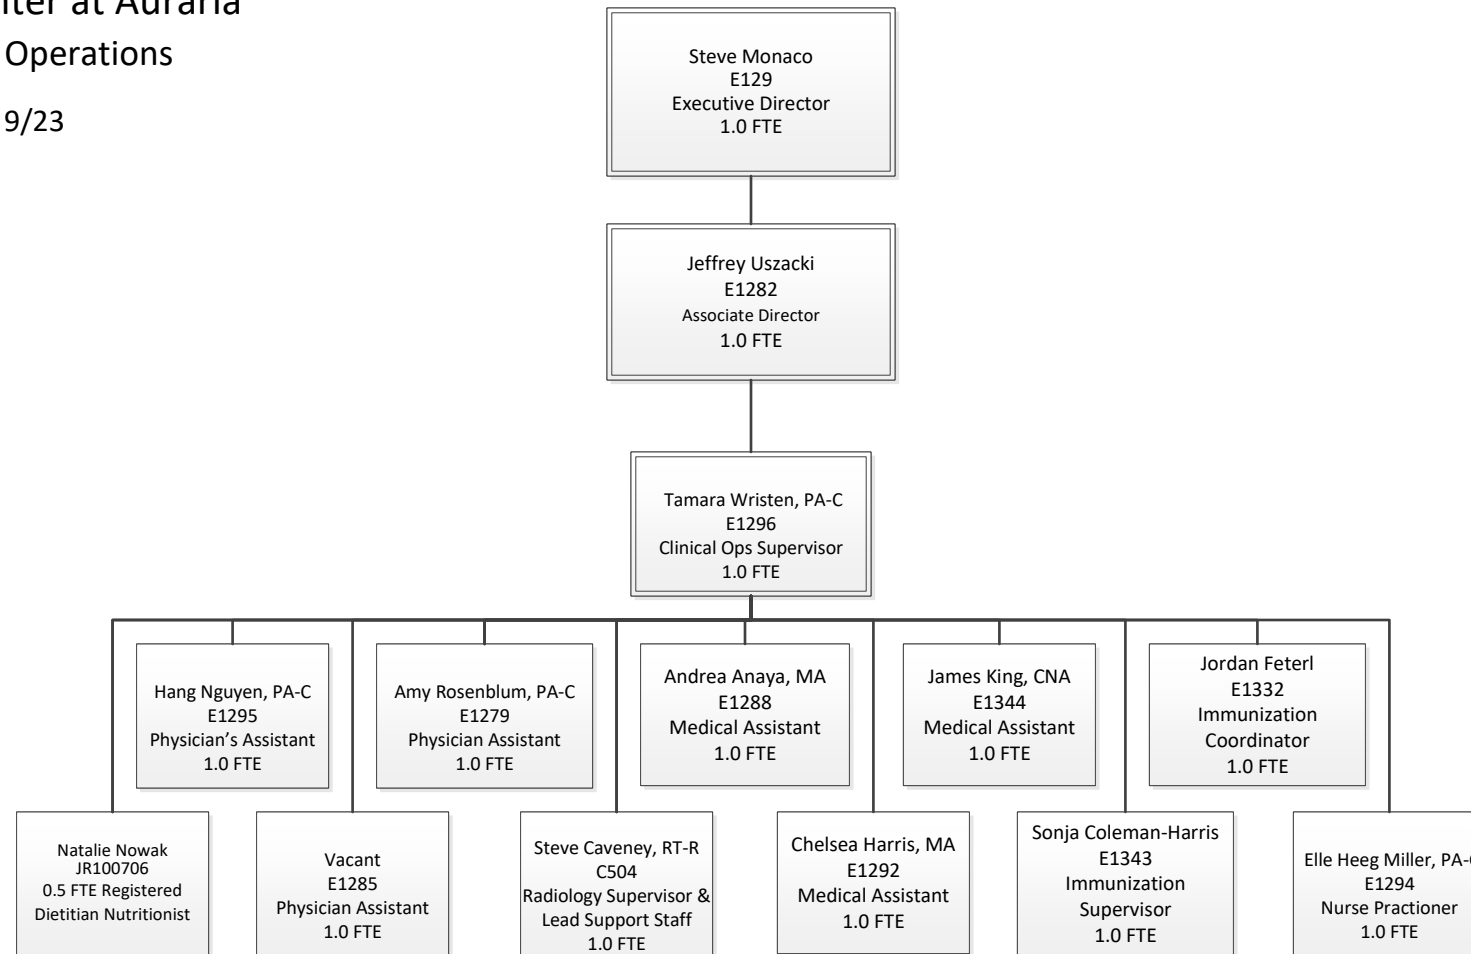 at Auraria
Operations
9/23
Steve Monaco
E129
Executive Director
1.0 FTE
Jeffrey Uszacki
E1282
Associate Director
1.0 FTE
Tamara Wristen, PA-C
E1296
Clinical Ops Supervisor
1.0 FTE
Hang Nguyen, PA-C
E1295
Physician’s Assistant
1.0 FTE
Amy Rosenblum, PA-C
E1279
Physician Assistant
1.0 FTE
Andrea Anaya, MA
E1288
Medical Assistant
1.0 FTE
James King, CNA
E1344
Medical Assistant
1.0 FTE
Jordan Feterl
E1332
Immunization
Coordinator
1.0 FTE
Natalie Nowak
JR100706
0.5 FTE Registered
Dietitian Nutritionist
Vacant
E1285
Physician Assistant
1.0 FTE
Steve Caveney, RT-R
C504
Radiology Supervisor &
Lead Support Staff
1.0 FTE
Chelsea Harris, MA
E1292
Medical Assistant
1.0 FTE
Sonja Coleman-Harris
E1343
Immunization
Supervisor
1.0 FTE
Elle Heeg Miller, PA-C
E1294
Nurse Practioner
1.0 FTE